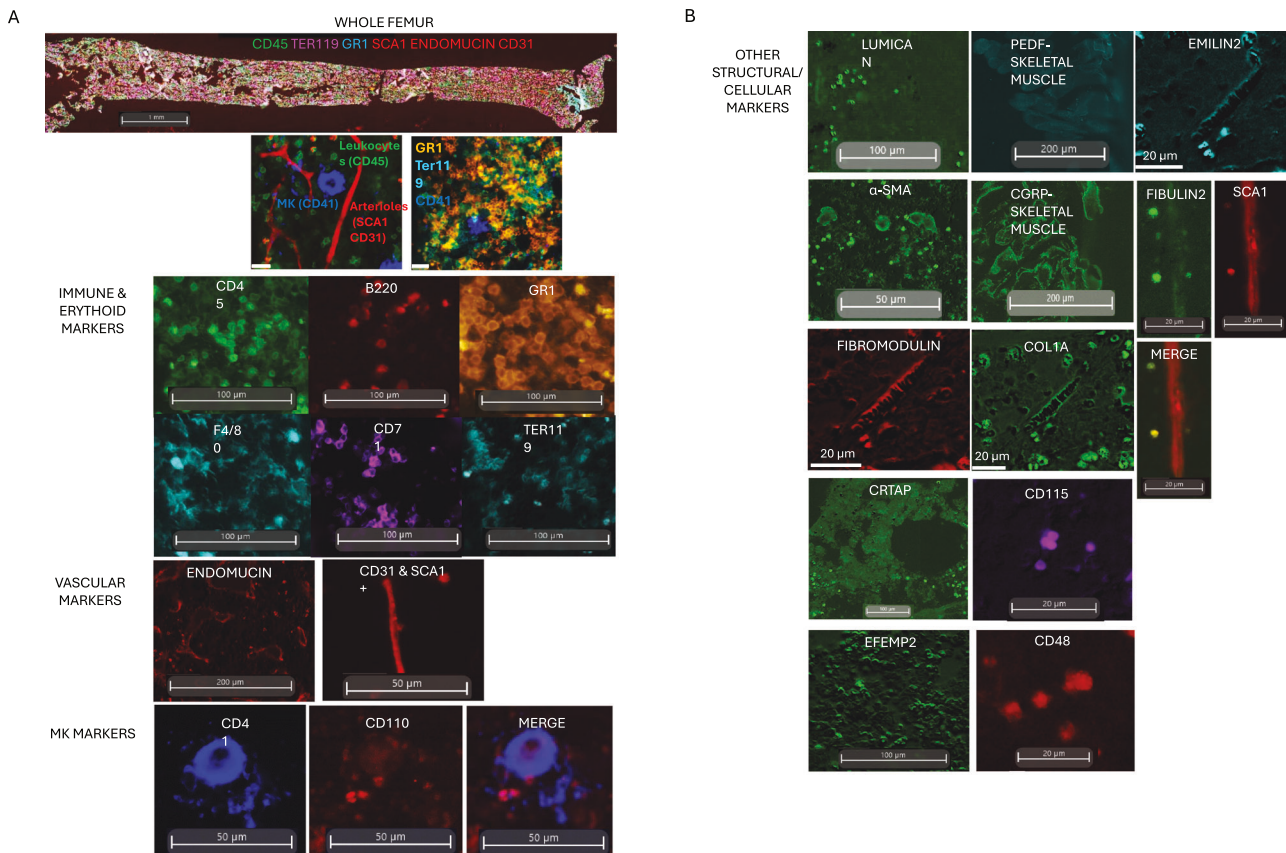 A
WHOLE FEMUR
CD45 TER119 GR1 SCA1 ENDOMUCIN CD31
1 mm
Leukocyte
s (CD45)
MK (CD41)
Arterioles
(SCA1
CD31)
GR1
Ter11
9
CD41
IMMUNE &
ERYTHOID
MARKERS
CD4
5
100 µm
B220
100 µm
GR1
100 µm
F4/8
0
100 µm
CD7
1
100 µm
TER11
9
100 µm
VASCULAR
MARKERS
ENDOMUCIN
200 µm
CD31 & SCA1
+
50 µm
MK MARKERS
CD4
1
50 µm
CD110
50 µm
MERGE
50 µm
B
OTHER
STRUCTURAL/
CELLULAR
MARKERS
LUMICA
N
100 µm
PEDF-
SKELETAL
MUSCLE
200 µm
EMILIN2
20 µm
α-SMA
50 µm
CGRP-
SKELETAL
MUSCLE
200 µm
FIBULIN2
20 µm
SCA1
20 µm
FIBROMODULIN
20 µm
COL1A
20 µm
MERGE
20 µm
CRTAP
CD115
20 µm
EFEMP2
100 µm
CD48
20 µm